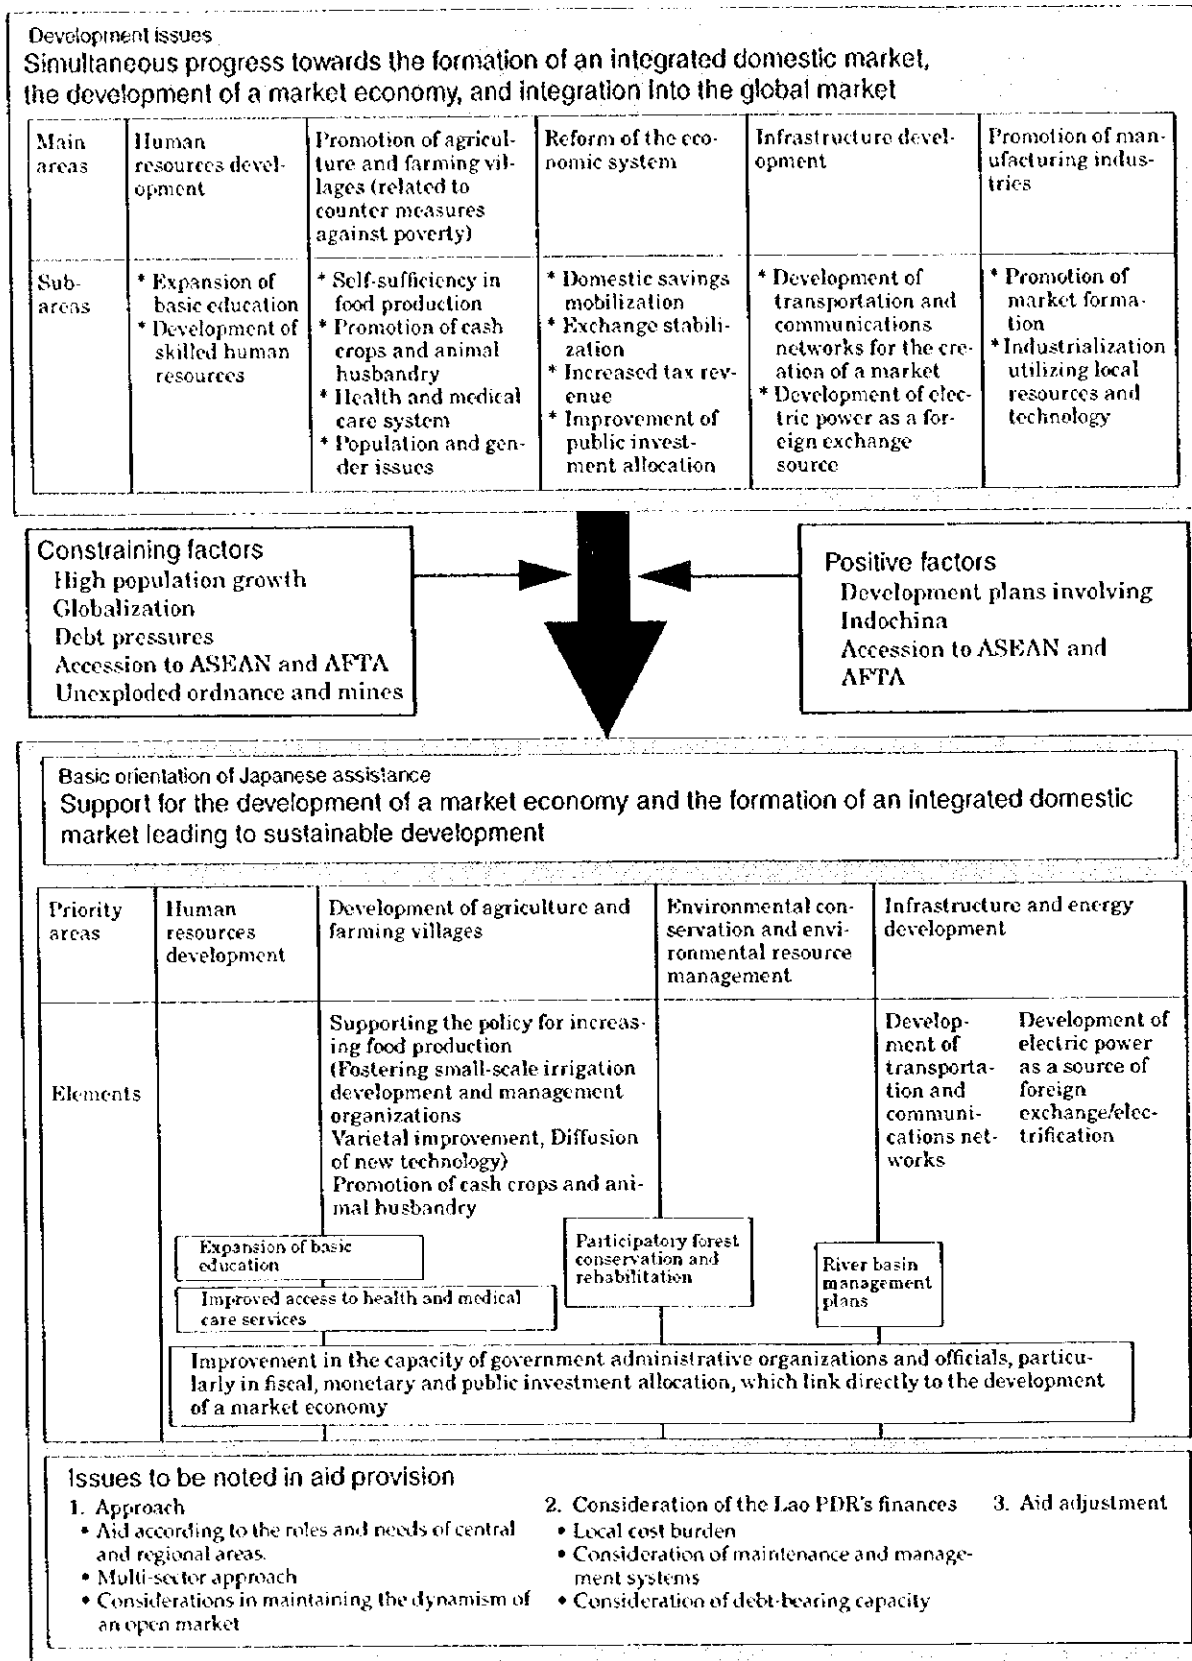 Development issues
Simultaneous progress towards the formation of an integrated domestic market,
the development of a market economy, and integration into the global market
Main
areas
Human
resources devel-
opment
Promotion of agricul-
ture and farming vil-
lages (related to
counter measures
against poverty)
Reform of the eco-
nomic system
Infrastructure devel-
opment
Promotion of man-
ufacturing indus-
tries
Sub-
areas
* Expansion of
basic education
* Development of
skilled human
resources
* Self-sufficiency in
food production
* Promotion of cash
crops and animal
husbandry
* Health and medical
care system
* Population and gen-
der issues
* Domestic savings
mobilization
* Exchange stabili-
zation
* Increased tax rev-
enue
* Improvement of
public invest-
ment allocation
* Development of
transportation and
communications
networks for the cre-
ation of a market
* Development of elec-
tric power as a for-
eign exchange
source
* Promotion of
market forma-
tion
* Industrialization
utilizing local
resources and
technology
Constraining factors
High population growth
Globalization
Debt pressures
Accession to ASEAN and AFTA
Unexploded ordnance and mines
Positive factors
Development plans involving
Indochina
Accession to ASEAN and
AFTA
Basic orientation of Japanese assistance
Support for the development of a market economy and the formation of an integrated domestic
market leading to sustainable development
Priority
areas
Human
resources
development
Development of agriculture and
farming villages
Environmental con-
servation and envi-
ronmental resource
management
Infrastructure and energy
development
Elements
Supporting the policy for increas-
ing food production
(Fostering small-scale irrigation
development and management
organizations
Varietal improvement, Diffusion
of new technology)
Promotion of cash crops and ani-
mal husbandry
Develop-
ment of
transporta-
tion and
communi-
cations net-
works
Development of
electric power
as a source of
foreign
exchange/elec-
trification
Expansion of basic
education
Improved access to health and medical
care services
Participatory forest
conservation and
rehabilitation
River basin
management
plans
Improvement in the capacity of government administrative organizations and officials, particu-
larly in fiscal, monetary and public investment allocation, which link directly to the development
of a market economy
Issues to be noted in aid provision
1. Approach
• Aid according to the roles and needs of central
and regional areas.
• Multi-sector approach
• Considerations in maintaining the dynamism of
an open market
2. Consideration of the Lao PDR's finances
• Local cost burden
• Consideration of maintenance and manage-
ment systems
• Consideration of debt-bearing capacity
3. Aid adjustment